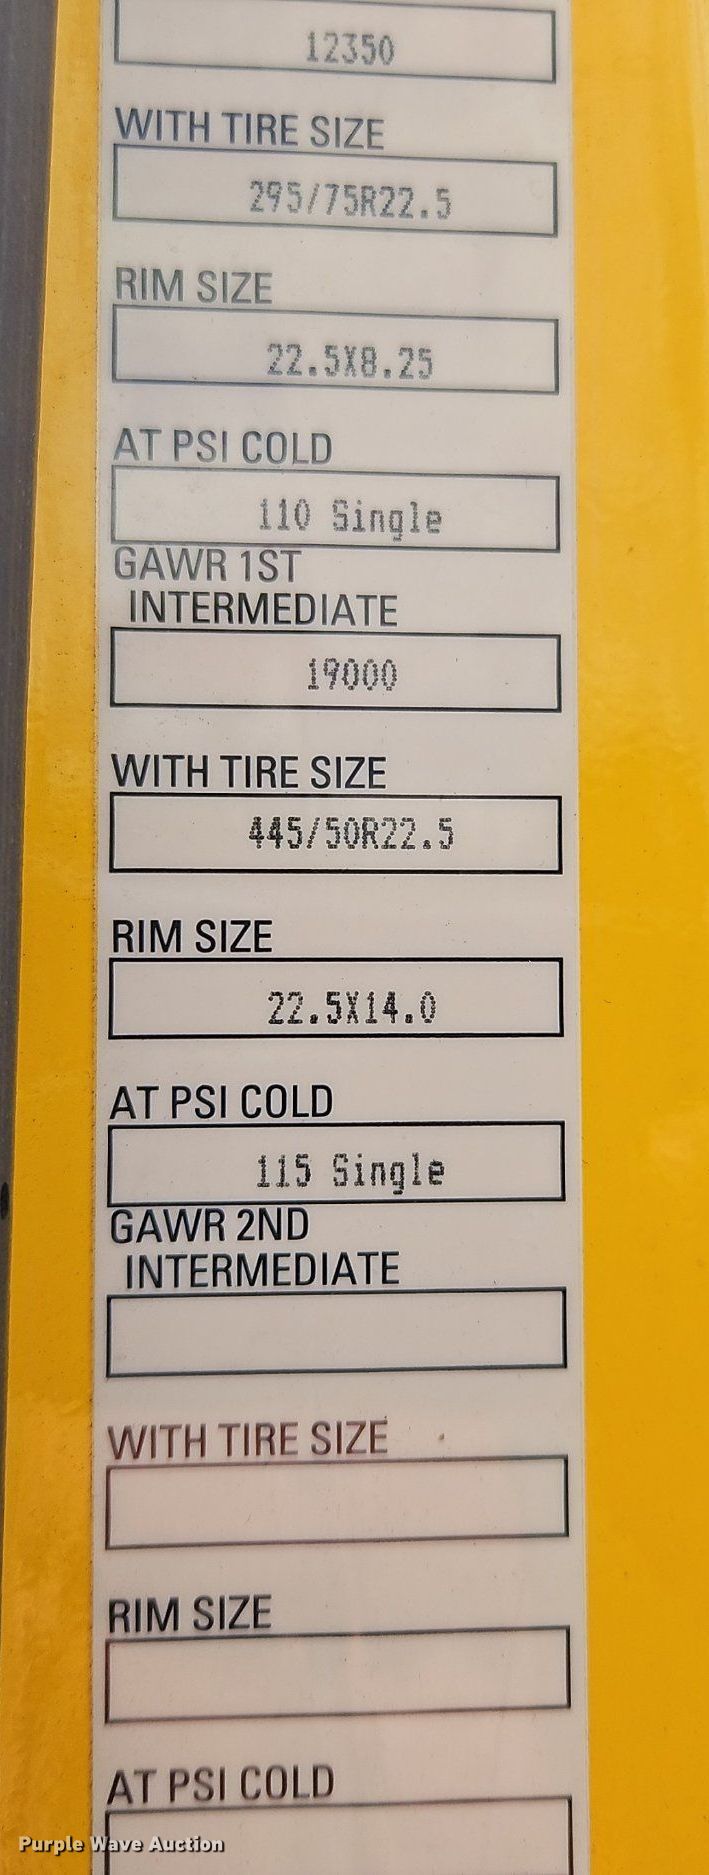 12350
WITH TIRE SIZE
295/75R22.5
RIM SIZE
22.5X8.25
AT PSI COLD
110 Single
GAWR 1ST
INTERMEDIATE
19000
WITH TIRE SIZE
445/50R22.5
RIM SIZE
22.5X14.0
AT PSI COLD
115 Single
GAWR 2ND
INTERMEDIATE
WITH TIRE SIZE
RIM SIZE
AT PSI COLD
Purple Wave Auction